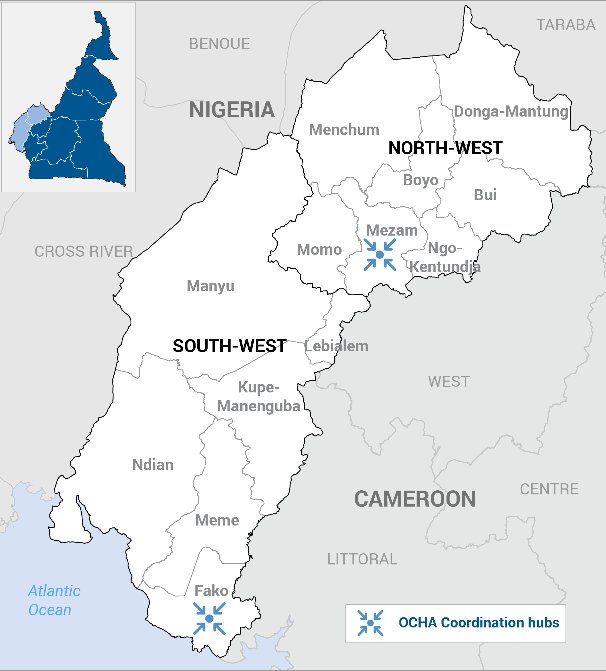 TARABA
BENOUE
NIGERIA
Donga-Mantung
Menchum
NORTH-WEST
Boyo
Bui
Mezam
CROSS RIVER
Momo
Ngo-
Kentundjia
Manyu
SOUTH-WEST
Lebialem
WEST
Kupe-
Manenguba
Ndian
CENTRE
CAMEROON
Meme
LITTORAL
Fako
Atlantic
Ocean
OCHA Coordination hubs